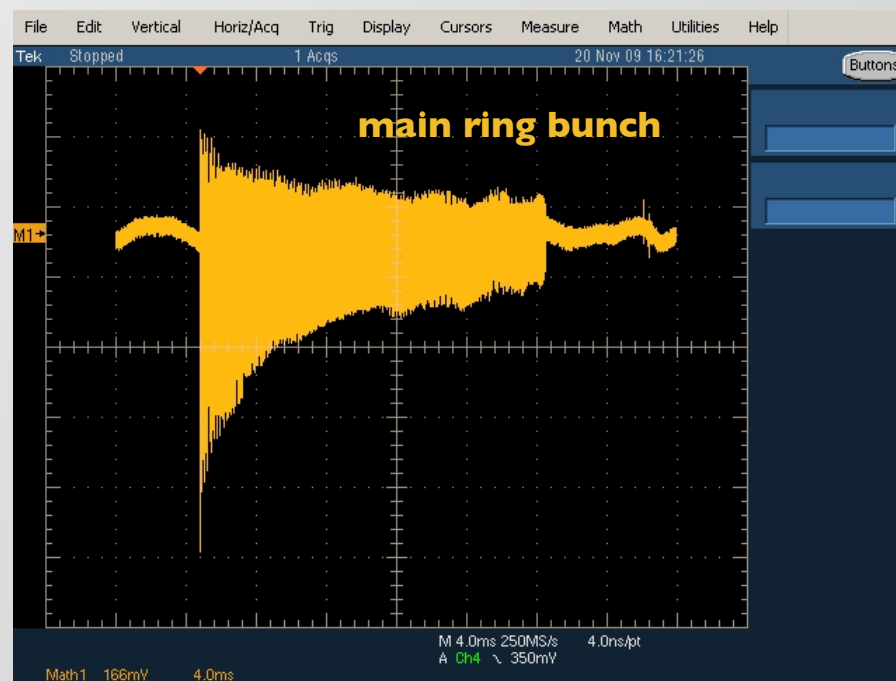 File Edit Vertical Horiz/Acq Trig Display Cursors Measure Math Utilities Help
Tek Stopped 1 Acqs 20 Nov 09 16:21:26
Buttons
main ring bunch
M1
M 4.0ms 250MS/s 4.0ns/pt
A Ch4 350mV
Math1 166mV 4.0ms